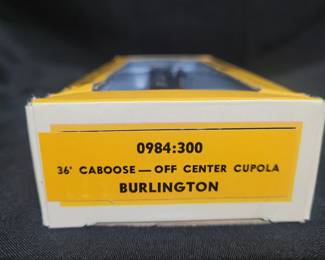 0984:300
36' CABOOSE — OFF CENTER CUPOLA
BURLINGTON